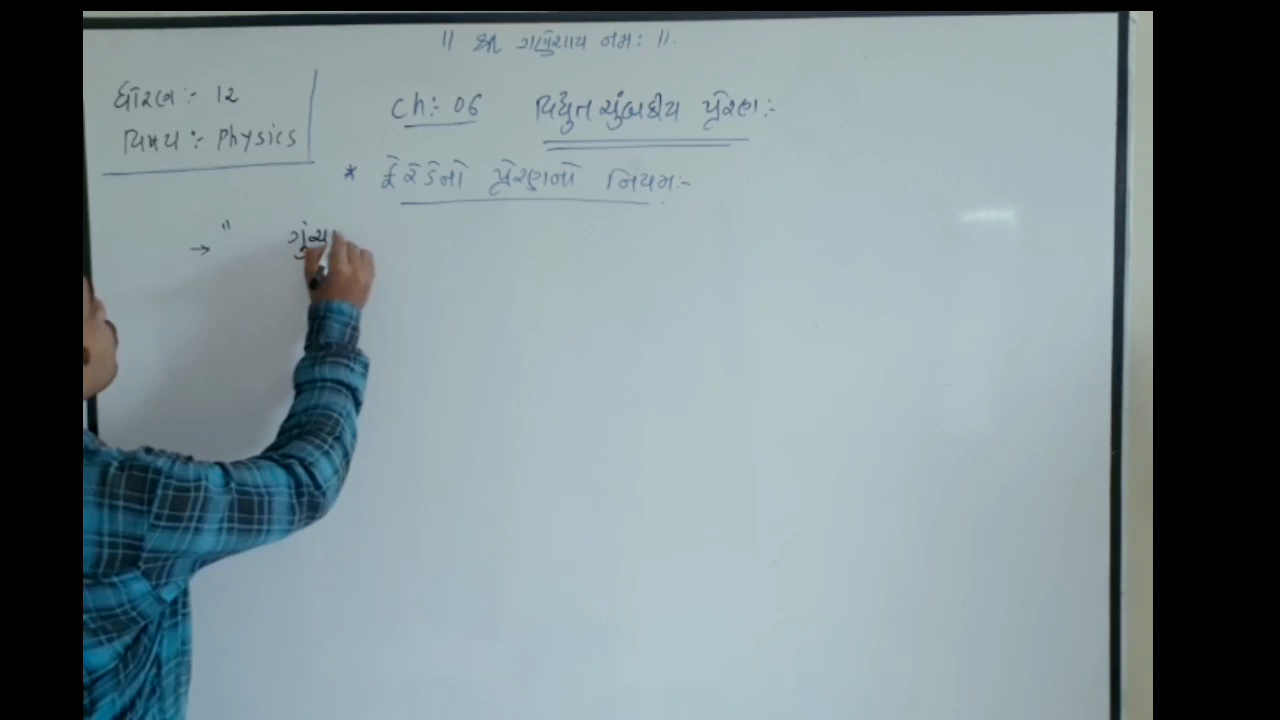 || શ્રી ગણેશાય નમઃ ||
ધોરણ :- 12
વિષય :- Physics
Ch:- 06 વિદ્યુત ચુંબકીય પ્રેરણ :-
* ફેરેડેનો પ્રેરણનો નિયમ :-
→ " ગુંચ